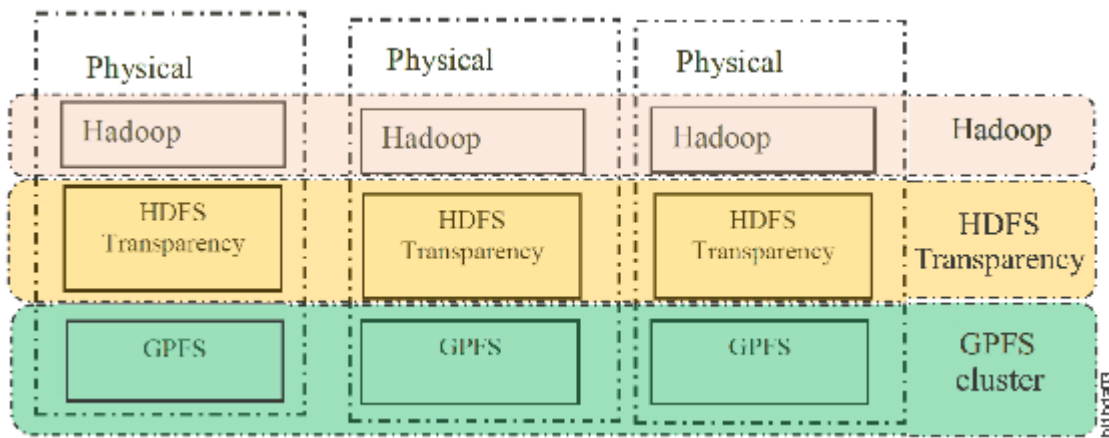 Physical
Physical
Physical
Hadoop
Hadoop
Hadoop
Hadoop
HDFS
Transparency
HDFS
Transparency
HDFS
Transparency
HDFS
Transparency
GPFS
GPFS
GPFS
GPFS
cluster